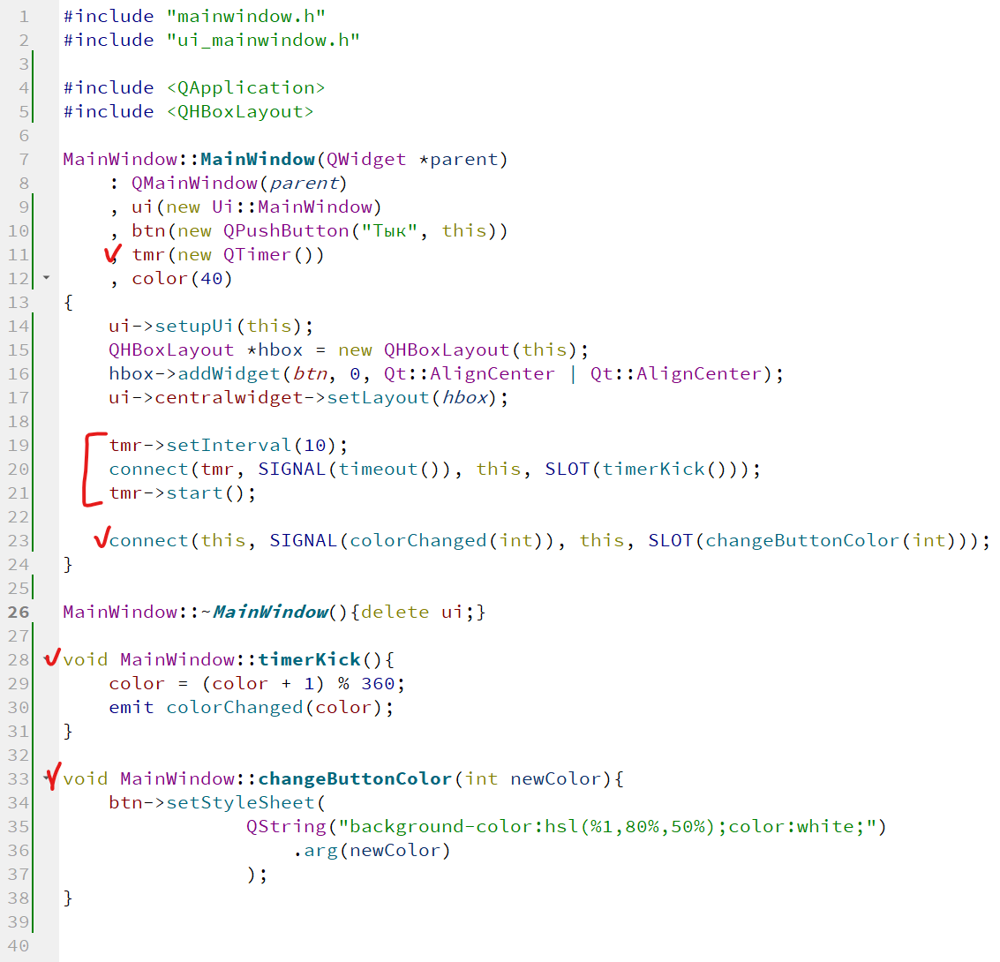 1 #include "mainwindow.h"
2 #include "ui_mainwindow.h"
3
4 #include <QApplication>
5 #include <QHBoxLayout>
6
7 MainWindow::MainWindow(QWidget *parent)
8     : QMainWindow(parent)
9     , ui(new Ui::MainWindow)
10     , btn(new QPushButton("Тык", this))
11     , tmr(new QTimer())
12     , color(40)
13 {
14     ui->setupUi(this);
15     QHBoxLayout *hbox = new QHBoxLayout(this);
16     hbox->addWidget(btn, 0, Qt::AlignCenter | Qt::AlignCenter);
17     ui->centralwidget->setLayout(hbox);
18
19     tmr->setInterval(10);
20     connect(tmr, SIGNAL(timeout()), this, SLOT(timerKick()));
21     tmr->start();
22
23     connect(this, SIGNAL(colorChanged(int)), this, SLOT(changeButtonColor(int)));
24 }
25
26 MainWindow::~MainWindow(){delete ui;}
27
28 void MainWindow::timerKick(){
29     color = (color + 1) % 360;
30     emit colorChanged(color);
31 }
32
33 void MainWindow::changeButtonColor(int newColor){
34     btn->setStyleSheet(
35                 QString("background-color:hsl(%1,80%,50%);color:white;")
36                     .arg(newColor)
37                 );
38 }
39
40